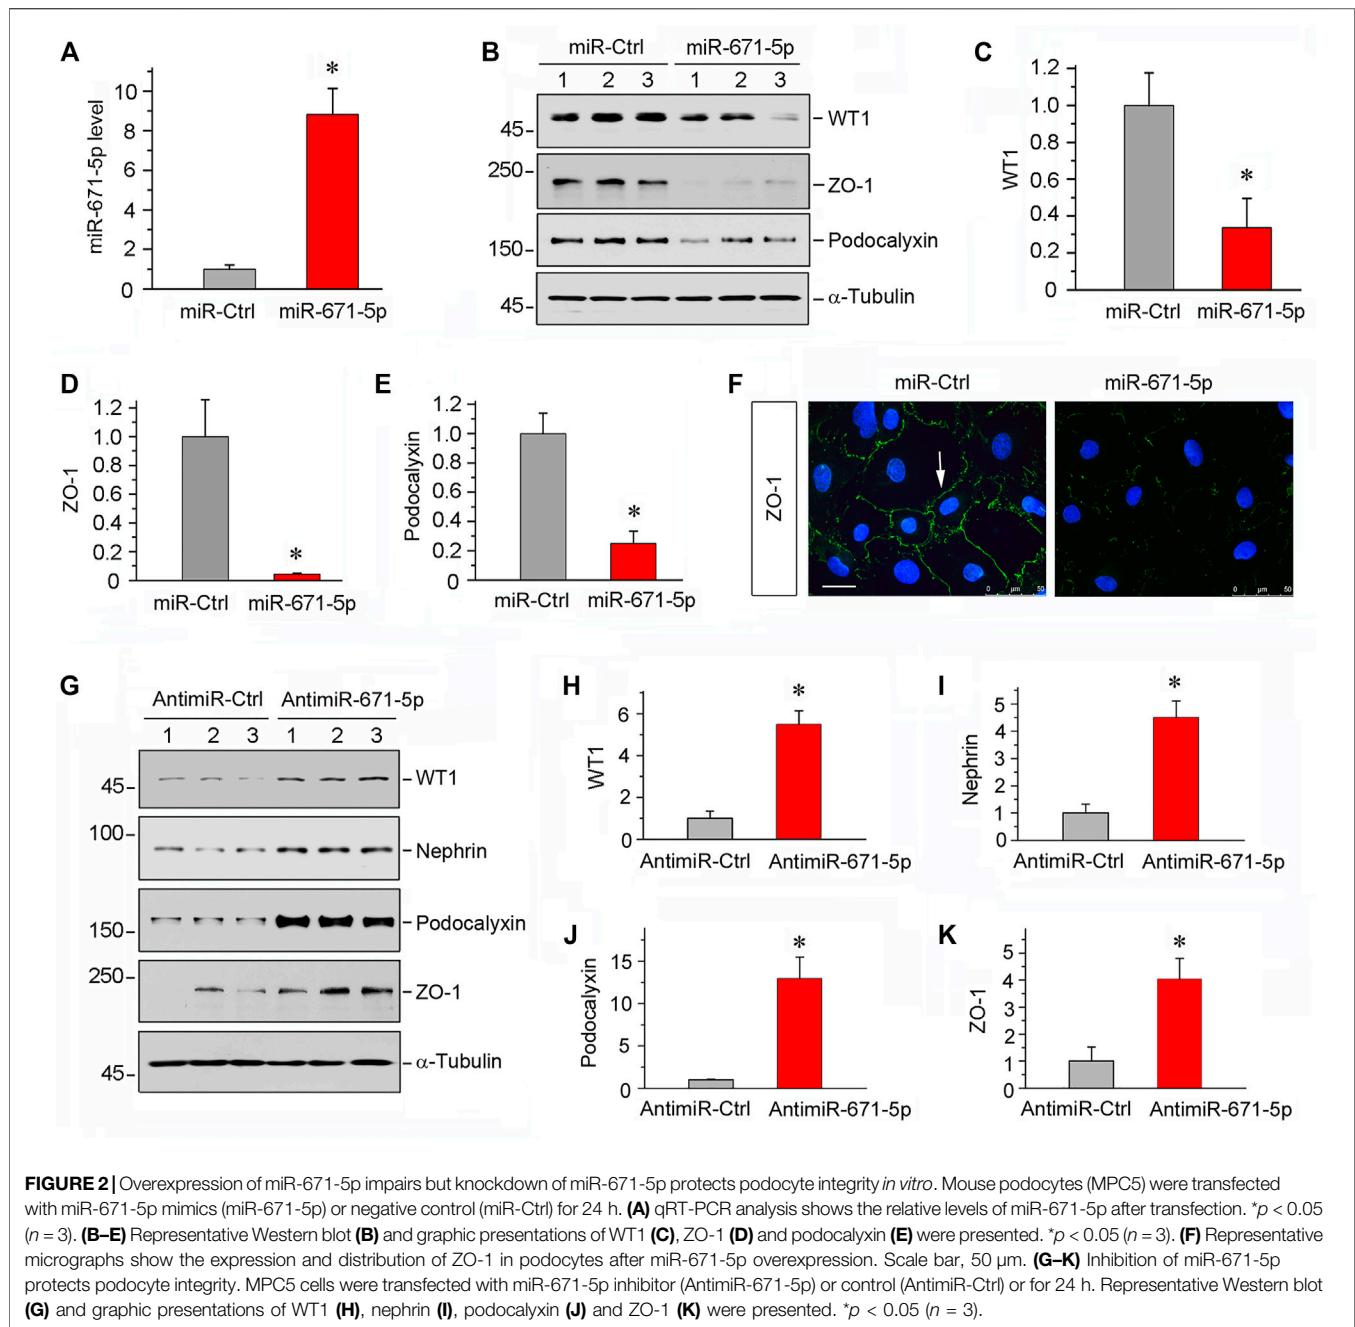 A
miR-671-5p level
10
8
6
4
2
0
*
miR-Ctrl
miR-671-5p
B
miR-Ctrl miR-671-5p
1 2 3 1 2 3
45
WT1
250
ZO-1
150
Podocalyxin
45
α-Tubulin
C
WT1
1.2
1.0
0.8
0.6
0.4
0.2
0
*
miR-Ctrl
miR-671-5p
D
ZO-1
1.2
1.0
0.8
0.6
0.4
0.2
0
*
miR-Ctrl
miR-671-5p
E
Podocalyxin
1.2
1.0
0.8
0.6
0.4
0.2
0
*
miR-Ctrl
miR-671-5p
F
miR-Ctrl
miR-671-5p
ZO-1
0 µm 50
0 µm 50
G
AntimiR-Ctrl AntimiR-671-5p
1 2 3 1 2 3
45
WT1
100
Nephrin
150
Podocalyxin
250
ZO-1
45
α-Tubulin
H
WT1
6
4
2
0
*
AntimiR-Ctrl
AntimiR-671-5p
I
Nephrin
5
4
3
2
1
0
*
AntimiR-Ctrl
AntimiR-671-5p
J
Podocalyxin
15
10
5
0
*
AntimiR-Ctrl
AntimiR-671-5p
K
ZO-1
5
4
3
2
1
0
*
AntimiR-Ctrl
AntimiR-671-5p
FIGURE 2 | Overexpression of miR-671-5p impairs but knockdown of miR-671-5p protects podocyte integrity in vitro. Mouse podocytes (MPC5) were transfected
with miR-671-5p mimics (miR-671-5p) or negative control (miR-Ctrl) for 24 h. (A) qRT-PCR analysis shows the relative levels of miR-671-5p after transfection. *p < 0.05
(n = 3). (B–E) Representative Western blot (B) and graphic presentations of WT1 (C), ZO-1 (D) and podocalyxin (E) were presented. *p < 0.05 (n = 3). (F) Representative
micrographs show the expression and distribution of ZO-1 in podocytes after miR-671-5p overexpression. Scale bar, 50 µm. (G–K) Inhibition of miR-671-5p
protects podocyte integrity. MPC5 cells were transfected with miR-671-5p inhibitor (AntimiR-671-5p) or control (AntimiR-Ctrl) or for 24 h. Representative Western blot
(G) and graphic presentations of WT1 (H), nephrin (I), podocalyxin (J) and ZO-1 (K) were presented. *p < 0.05 (n = 3).